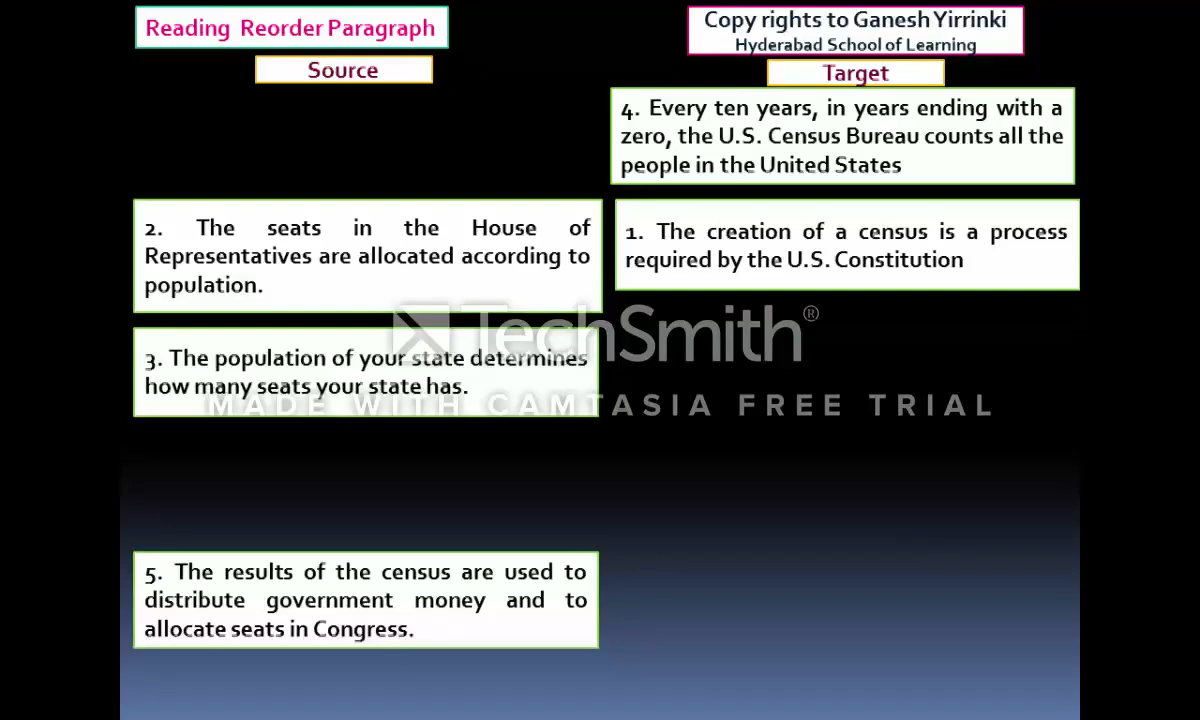 Reading Reorder Paragraph
Copy rights to Ganesh Yirrinki
Hyderabad School of Learning
Source
Target
4. Every ten years, in years ending with a
zero, the U.S. Census Bureau counts all the
people in the United States
2. The seats in the House of
Representatives are allocated according to
population.
1. The creation of a census is a process
required by the U.S. Constitution
3. The population of your state determines
how many seats your state has.
TechSmith®
MADE WITH CAMTASIA FREE TRIAL
5. The results of the census are used to
distribute government money and to
allocate seats in Congress.